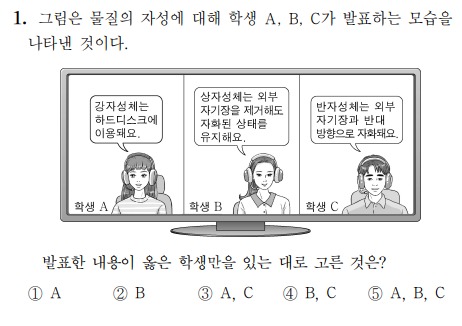 1. 그림은 물질의 자성에 대해 학생 A, B, C가 발표하는 모습을
나타낸 것이다.
강자성체는
하드디스크에
이용돼요.
상자성체는 외부
자기장을 제거해도
자화된 상태를
유지해요.
반자성체는 외부
자기장과 반대
방향으로 자화돼요.
학생 A
학생 B
학생 C
발표한 내용이 옳은 학생만을 있는 대로 고른 것은?
① A ② B ③ A, C ④ B, C ⑤ A, B, C